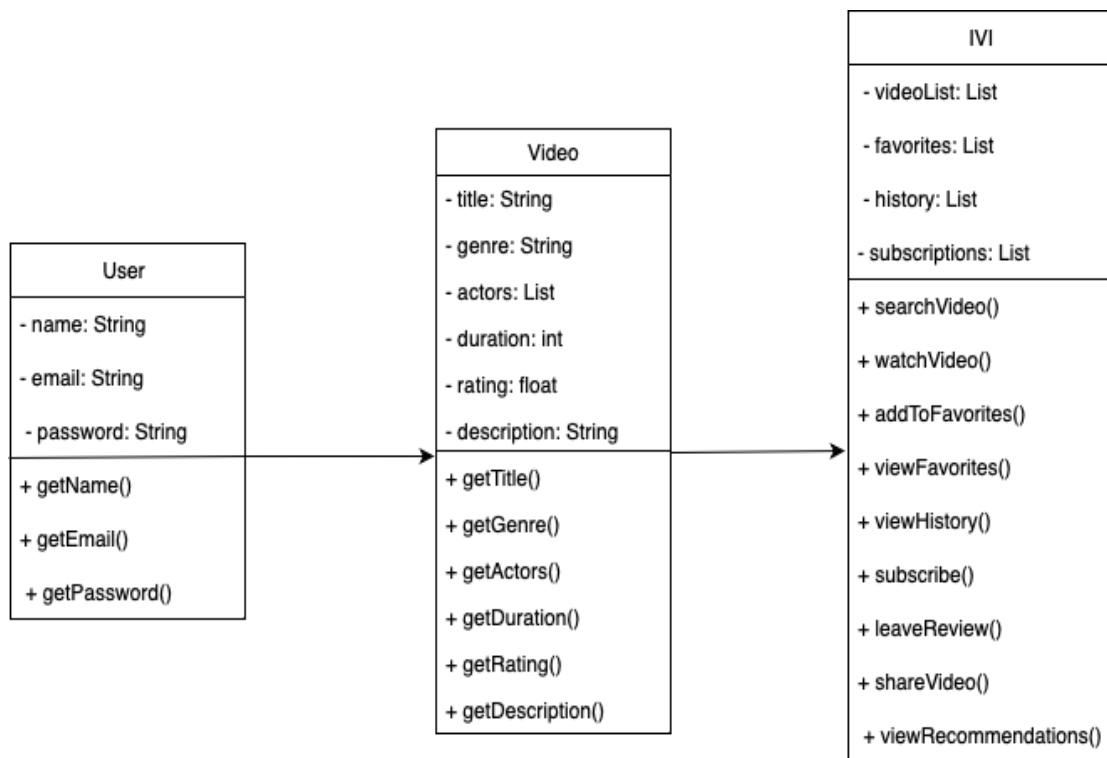 User
- name: String
- email: String
- password: String
+ getName()
+ getEmail()
+ getPassword()
Video
- title: String
- genre: String
- actors: List
- duration: int
- rating: float
- description: String
+ getTitle()
+ getGenre()
+ getActors()
+ getDuration()
+ getRating()
+ getDescription()
IVI
- videoList: List
- favorites: List
- history: List
- subscriptions: List
+ searchVideo()
+ watchVideo()
+ addToFavorites()
+ viewFavorites()
+ viewHistory()
+ subscribe()
+ leaveReview()
+ shareVideo()
+ viewRecommendations()